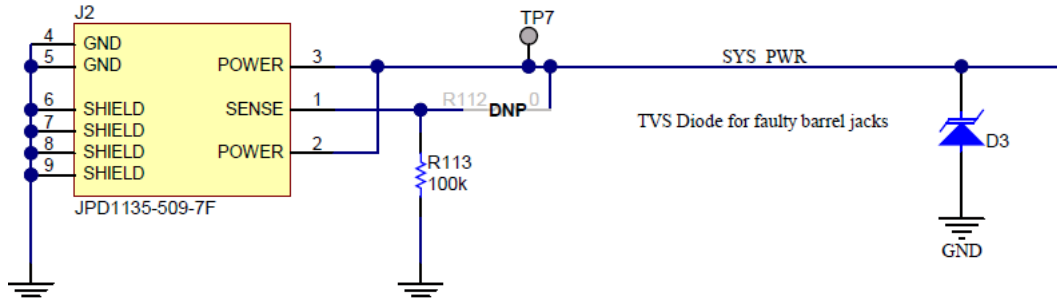 J2
TP7
4 GND
5 GND
POWER 3
SYS_PWR
6 SHIELD
SENSE 1
R112 DNP 0
7 SHIELD
TVS Diode for faulty barrel jacks
8 SHIELD
POWER 2
D3
9 SHIELD
R113
100k
JPD1135-509-7F
GND